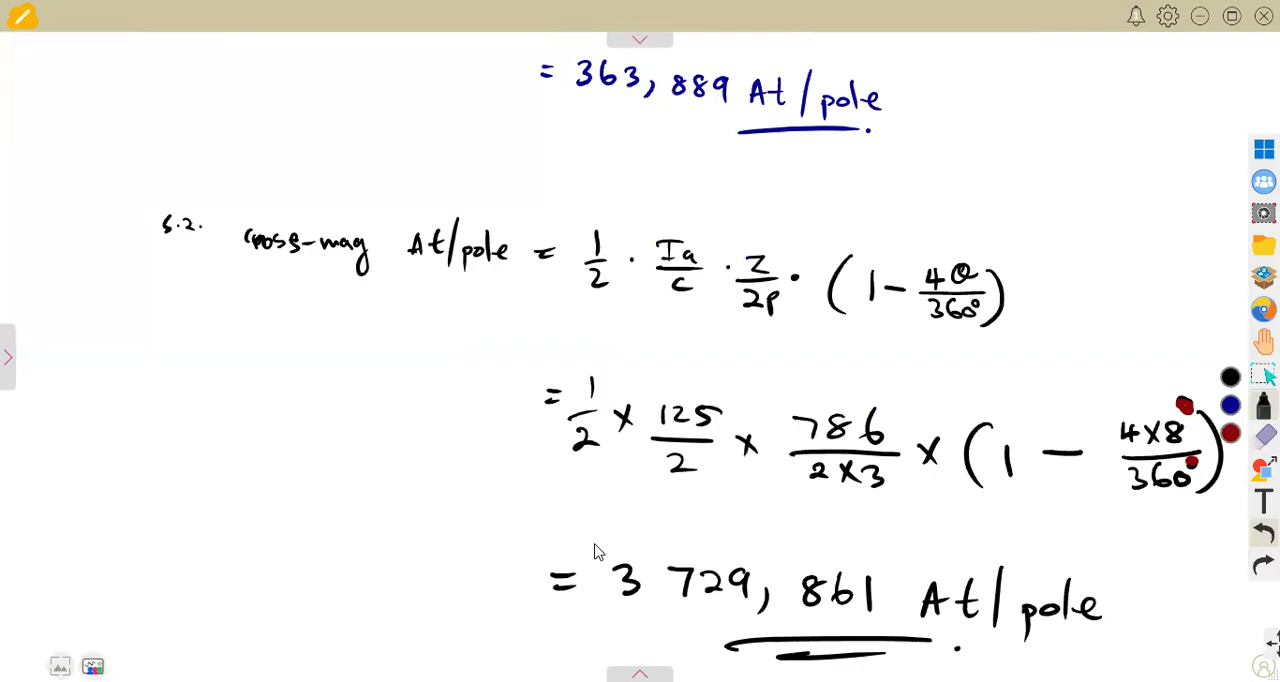 = 363,889 At/pole
5.2. cross-mag At/pole = 1/2 · Ia/c · Z/2p · (1 - 4θ/360°)
= 1/2 × 125/2 × 786/2×3 × (1 - 4×8°/360°)
= 3 729,861 At/pole
T